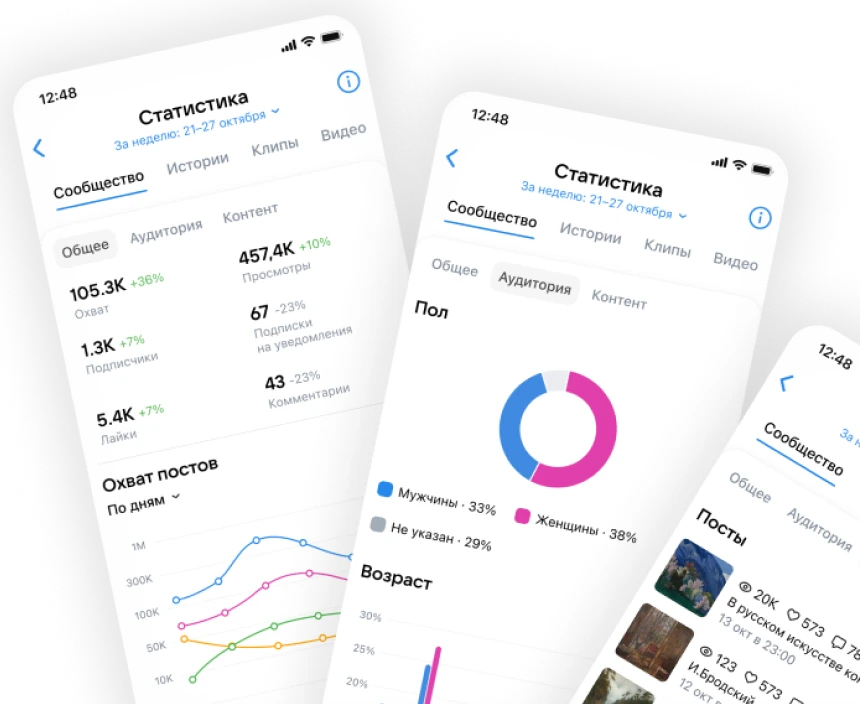 12:48
Статистика
За неделю: 21–27 октября
Сообщество Истории Клипы Видео
Общее Аудитория Контент
105.3K +36%
Охват
457,4K +10%
Просмотры
1.3K +7%
Подписчики
67 -23%
Подписки
на уведомления
5.4K +7%
Лайки
43 -23%
Комментарии
Охват постов
По дням
1M
300K
100K
50K
10K
12:48
Статистика
За неделю: 21–27 октября
Сообщество Истории Клипы Видео
Общее Аудитория Контент
Пол
Мужчины · 33%
Женщины · 38%
Не указан · 29%
Возраст
30%
25%
20%
12:48
Сообщество
Общее Аудитория
Посты
20K 573 78
В русском искусстве
13 окт в 23:00
123 573
И.Бродский
12 окт